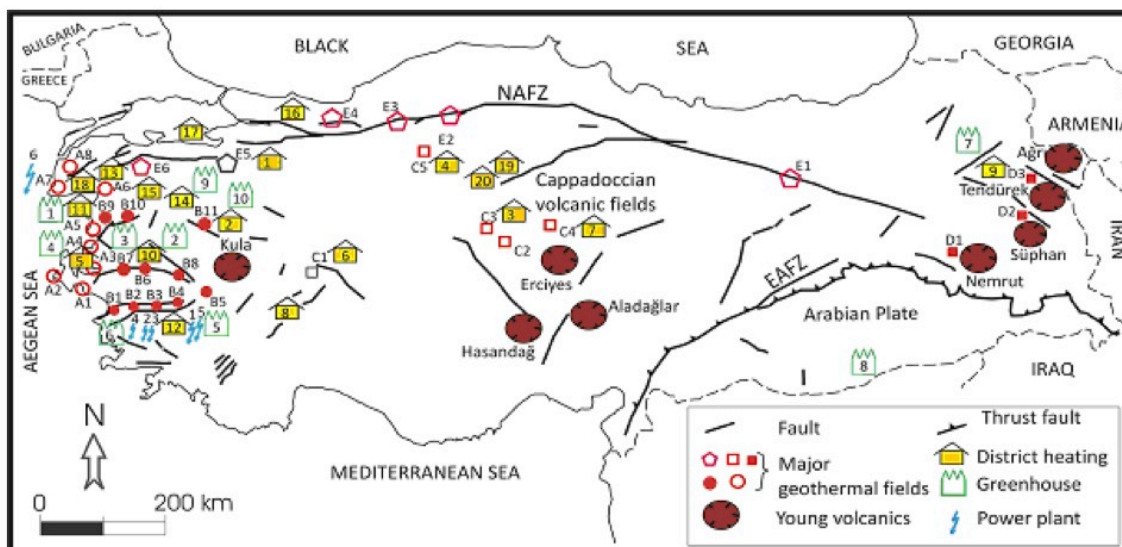 BULGARIA
GREECE
BLACK
SEA
GEORGIA
ARMENIA
IRAN
IRAQ
AEGEAN SEA
MEDITERRANEAN SEA
NAFZ
EAFZ
Arabian Plate
Cappadoccian
volcanic fields
Kula
Erciyes
Hasandağ
Aladağlar
Nemrut
Süphan
Tendürek
Ağrı
16
E4
E3
E2
E1
17
6
A8
A7
13
18
E6
A6
15
E5
1
9
14
10
C5
4
19
20
7
9
D3
D2
D1
1
11
B9
B10
B11
2
A5
4
A4
3
2
5
A3
B7
10
B6
B8
A2
A1
B1
B2
B3
B4
B5
4
23
12
15
5
C1
6
8
C3
3
C2
C4
7
8
I
N
0
200 km
Fault
Thrust fault
Major
geothermal fields
District heating
Greenhouse
Young volcanics
Power plant